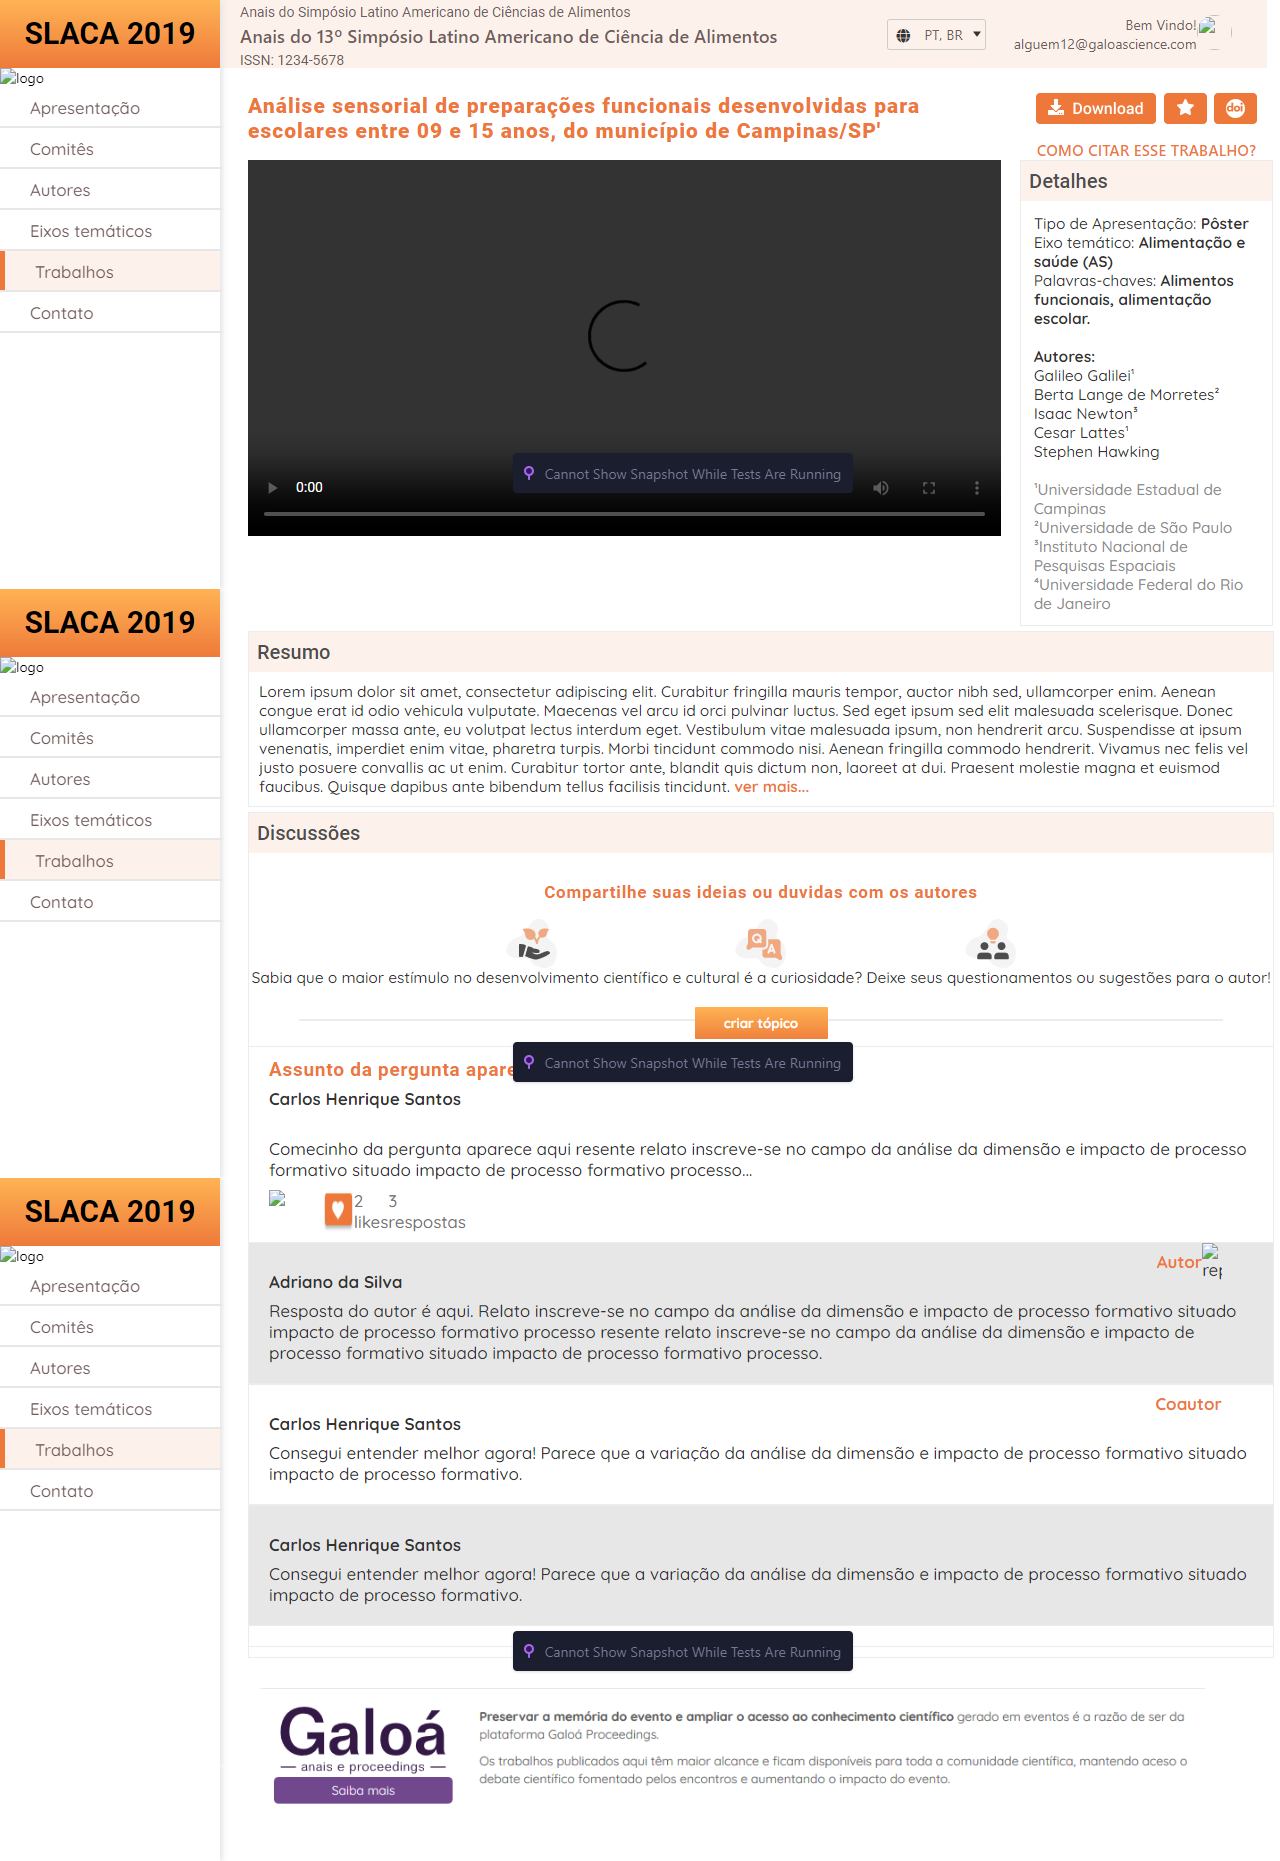 SLACA 2019
Anais do Simpósio Latino Americano de Ciências de Alimentos
Anais do 13º Simpósio Latino Americano de Ciência de Alimentos
ISSN: 1234-5678
PT, BR
Bem Vindo!
alguem12@galoascience.com
logo
Apresentação
Comitês
Autores
Eixos temáticos
Trabalhos
Contato
Análise sensorial de preparações funcionais desenvolvidas para
escolares entre 09 e 15 anos, do município de Campinas/SP'
Download
doi
COMO CITAR ESSE TRABALHO?
0:00
Cannot Show Snapshot While Tests Are Running
Detalhes
Tipo de Apresentação: Pôster
Eixo temático: Alimentação e
saúde (AS)
Palavras-chaves: Alimentos
funcionais, alimentação
escolar.
Autores:
Galileo Galilei¹
Berta Lange de Morretes²
Isaac Newton³
Cesar Lattes¹
Stephen Hawking
¹Universidade Estadual de
Campinas
²Universidade de São Paulo
³Instituto Nacional de
Pesquisas Espaciais
⁴Universidade Federal do Rio
de Janeiro
SLACA 2019
logo
Apresentação
Comitês
Autores
Eixos temáticos
Trabalhos
Contato
Resumo
Lorem ipsum dolor sit amet, consectetur adipiscing elit. Curabitur fringilla mauris tempor, auctor nibh sed, ullamcorper enim. Aenean
congue erat id odio vehicula vulputate. Maecenas vel arcu id orci pulvinar luctus. Sed eget ipsum sed elit malesuada scelerisque. Donec
ullamcorper massa ante, eu volutpat lectus interdum eget. Vestibulum vitae malesuada ipsum, non hendrerit arcu. Suspendisse at ipsum
venenatis, imperdiet enim vitae, pharetra turpis. Morbi tincidunt commodo nisi. Aenean fringilla commodo hendrerit. Vivamus nec felis vel
justo posuere convallis ac ut enim. Curabitur tortor ante, blandit quis dictum non, laoreet at dui. Praesent molestie magna et euismod
faucibus. Quisque dapibus ante bibendum tellus facilisis tincidunt. ver mais...
Discussões
Compartilhe suas ideias ou duvidas com os autores
Q
A
Sabia que o maior estímulo no desenvolvimento científico e cultural é a curiosidade? Deixe seus questionamentos ou sugestões para o autor!
criar tópico
Cannot Show Snapshot While Tests Are Running
Assunto da pergunta apare
Carlos Henrique Santos
Comecinho da pergunta aparece aqui resente relato inscreve-se no campo da análise da dimensão e impacto de processo
formativo situado impacto de processo formativo processo...
2 3
likesrespostas
SLACA 2019
logo
Apresentação
Comitês
Autores
Eixos temáticos
Trabalhos
Contato
Autor
Adriano da Silva
Resposta do autor é aqui. Relato inscreve-se no campo da análise da dimensão e impacto de processo formativo situado
impacto de processo formativo processo resente relato inscreve-se no campo da análise da dimensão e impacto de
processo formativo situado impacto de processo formativo processo.
Coautor
Carlos Henrique Santos
Consegui entender melhor agora! Parece que a variação da análise da dimensão e impacto de processo formativo situado
impacto de processo formativo.
Carlos Henrique Santos
Consegui entender melhor agora! Parece que a variação da análise da dimensão e impacto de processo formativo situado
impacto de processo formativo.
Cannot Show Snapshot While Tests Are Running
Galoá
anais e proceedings
Saiba mais
Preservar a memória do evento e ampliar o acesso ao conhecimento científico gerado em eventos é a razão de ser da
plataforma Galoá Proceedings.
Os trabalhos publicados aqui têm maior alcance e ficam disponíveis para toda a comunidade científica, mantendo aceso o
debate científico fomentado pelos encontros e aumentando o impacto do evento.